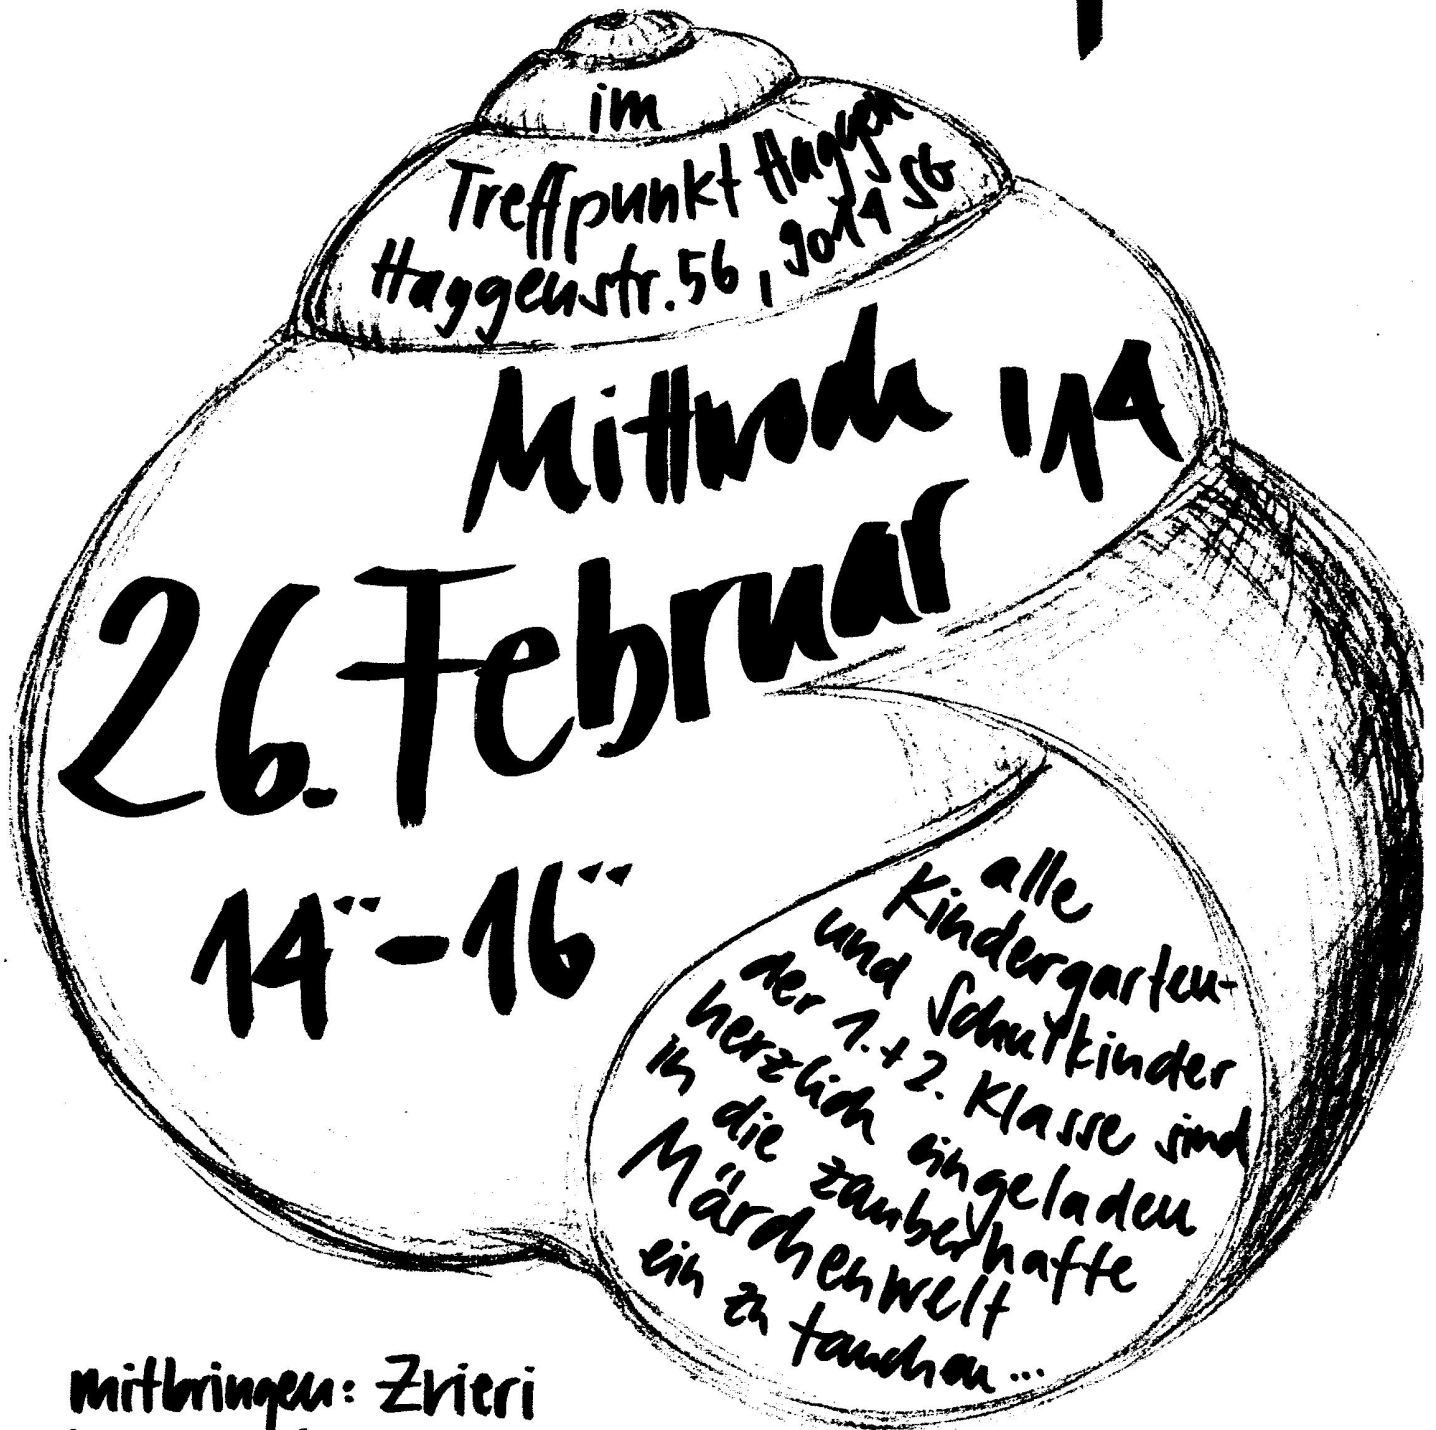 im
Treffpunkt Haggen
Haggenstr. 56, 9014 SG
Mittwoch 14
26. Februar
14⁰⁰ - 16⁰⁰
alle
Kindergarten-
und Schulkinder
der 1. + 2. Klasse sind
herzlich eingeladen
in die zauberhafte
Märchenwelt
ein zu tauchen...
mitbringen: Zvieri